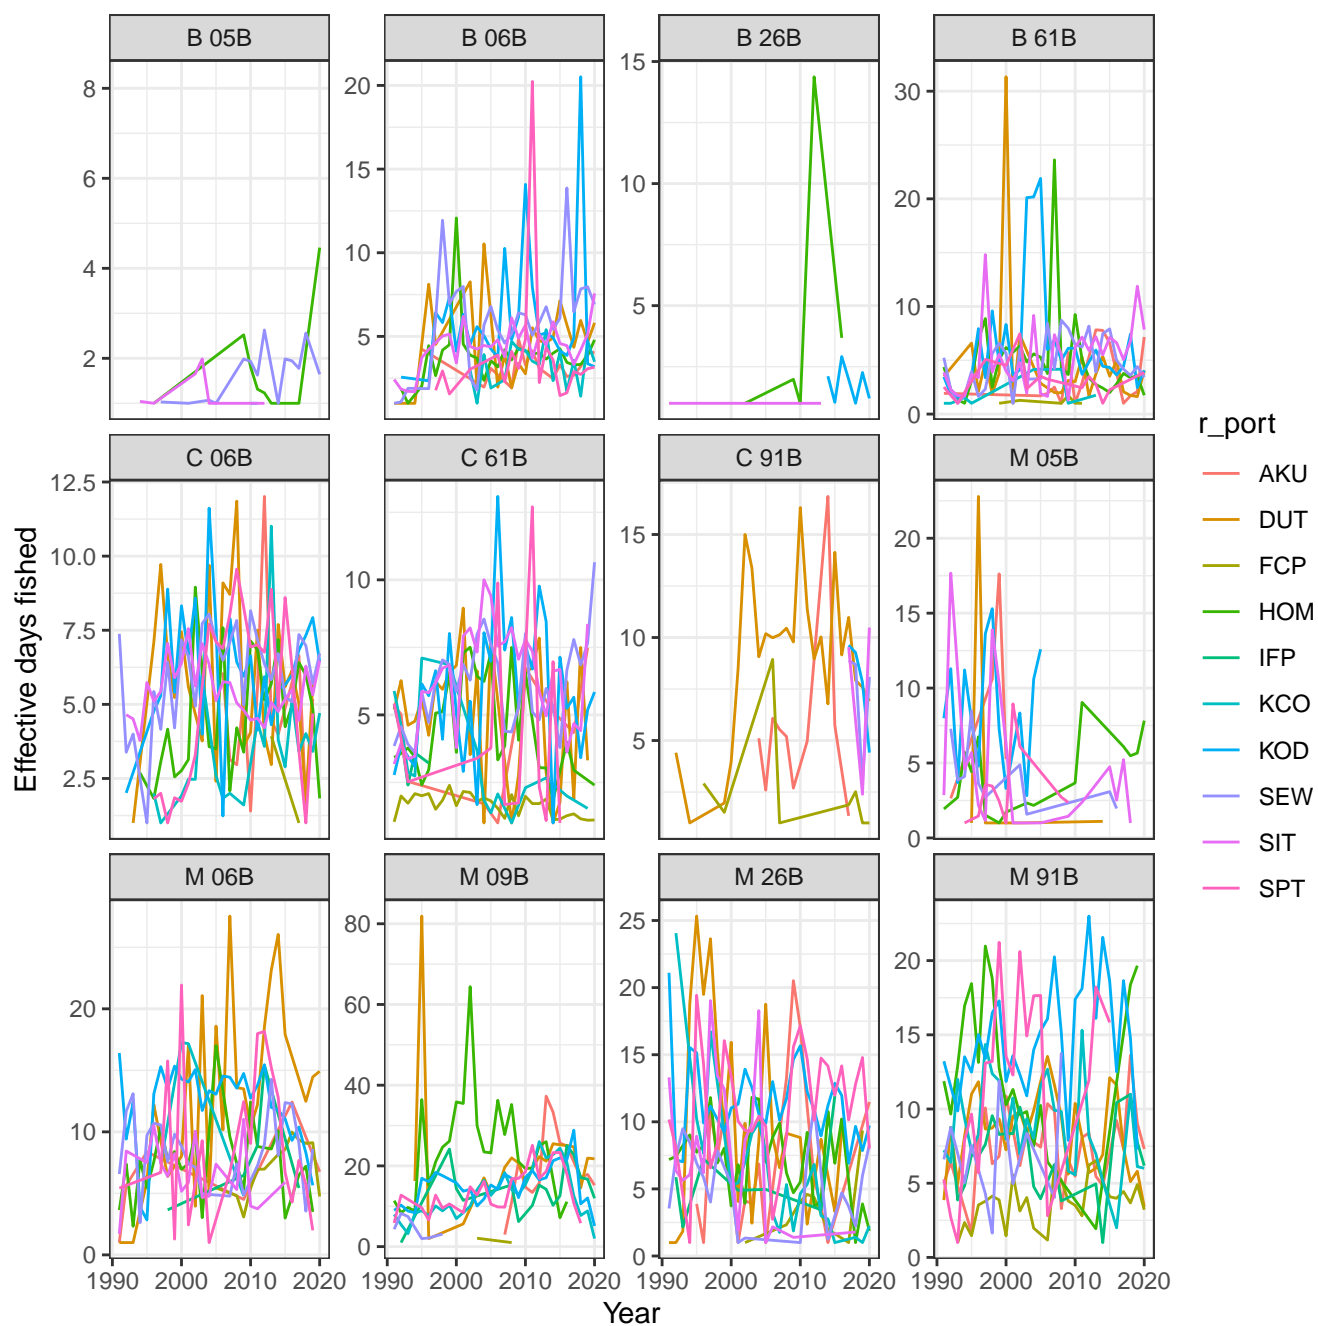 B 05B
B 06B
B 26B
B 61B
8
6
4
2
20
15
10
5
15
10
5
30
20
10
0
C 06B
C 61B
C 91B
M 05B
12.5
10.0
7.5
5.0
2.5
10
5
15
10
5
20
15
10
5
0
M 06B
M 09B
M 26B
M 91B
20
10
0
80
60
40
20
0
25
20
15
10
5
0
20
15
10
5
0
1990 2000 2010 2020
1990 2000 2010 2020
1990 2000 2010 2020
1990 2000 2010 2020
Year
Effective days fished
r_port
AKU
DUT
FCP
HOM
IFP
KCO
KOD
SEW
SIT
SPT